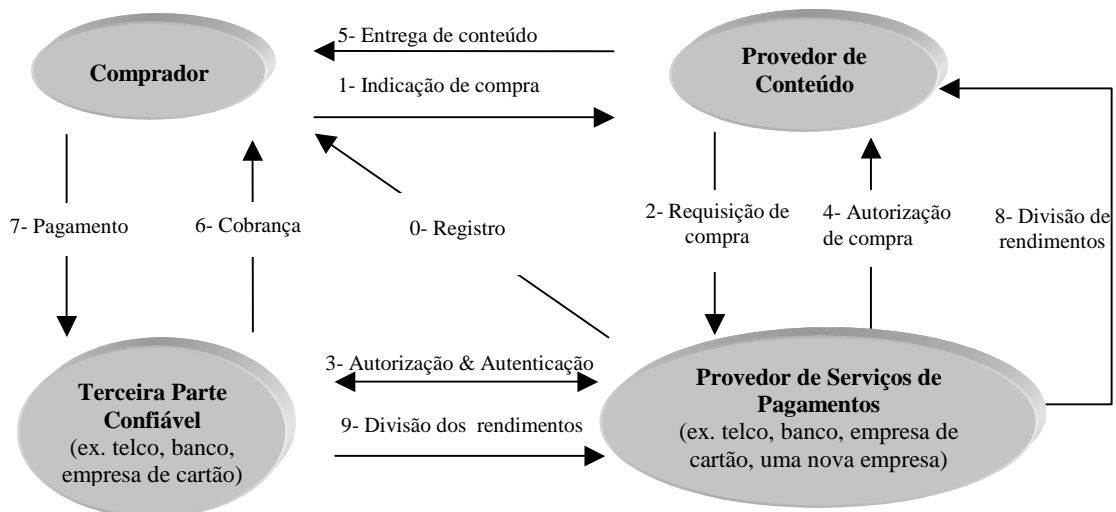 5- Entrega de conteúdo
Comprador
Provedor de
Conteúdo
1- Indicação de compra
7- Pagamento
6- Cobrança
0- Registro
2- Requisição de
compra
4- Autorização
de compra
8- Divisão de
rendimentos
3- Autorização & Autenticação
Terceira Parte
Confiável
(ex. telco, banco,
empresa de cartão)
9- Divisão dos rendimentos
Provedor de Serviços de
Pagamentos
(ex. telco, banco, empresa de
cartão, uma nova empresa)